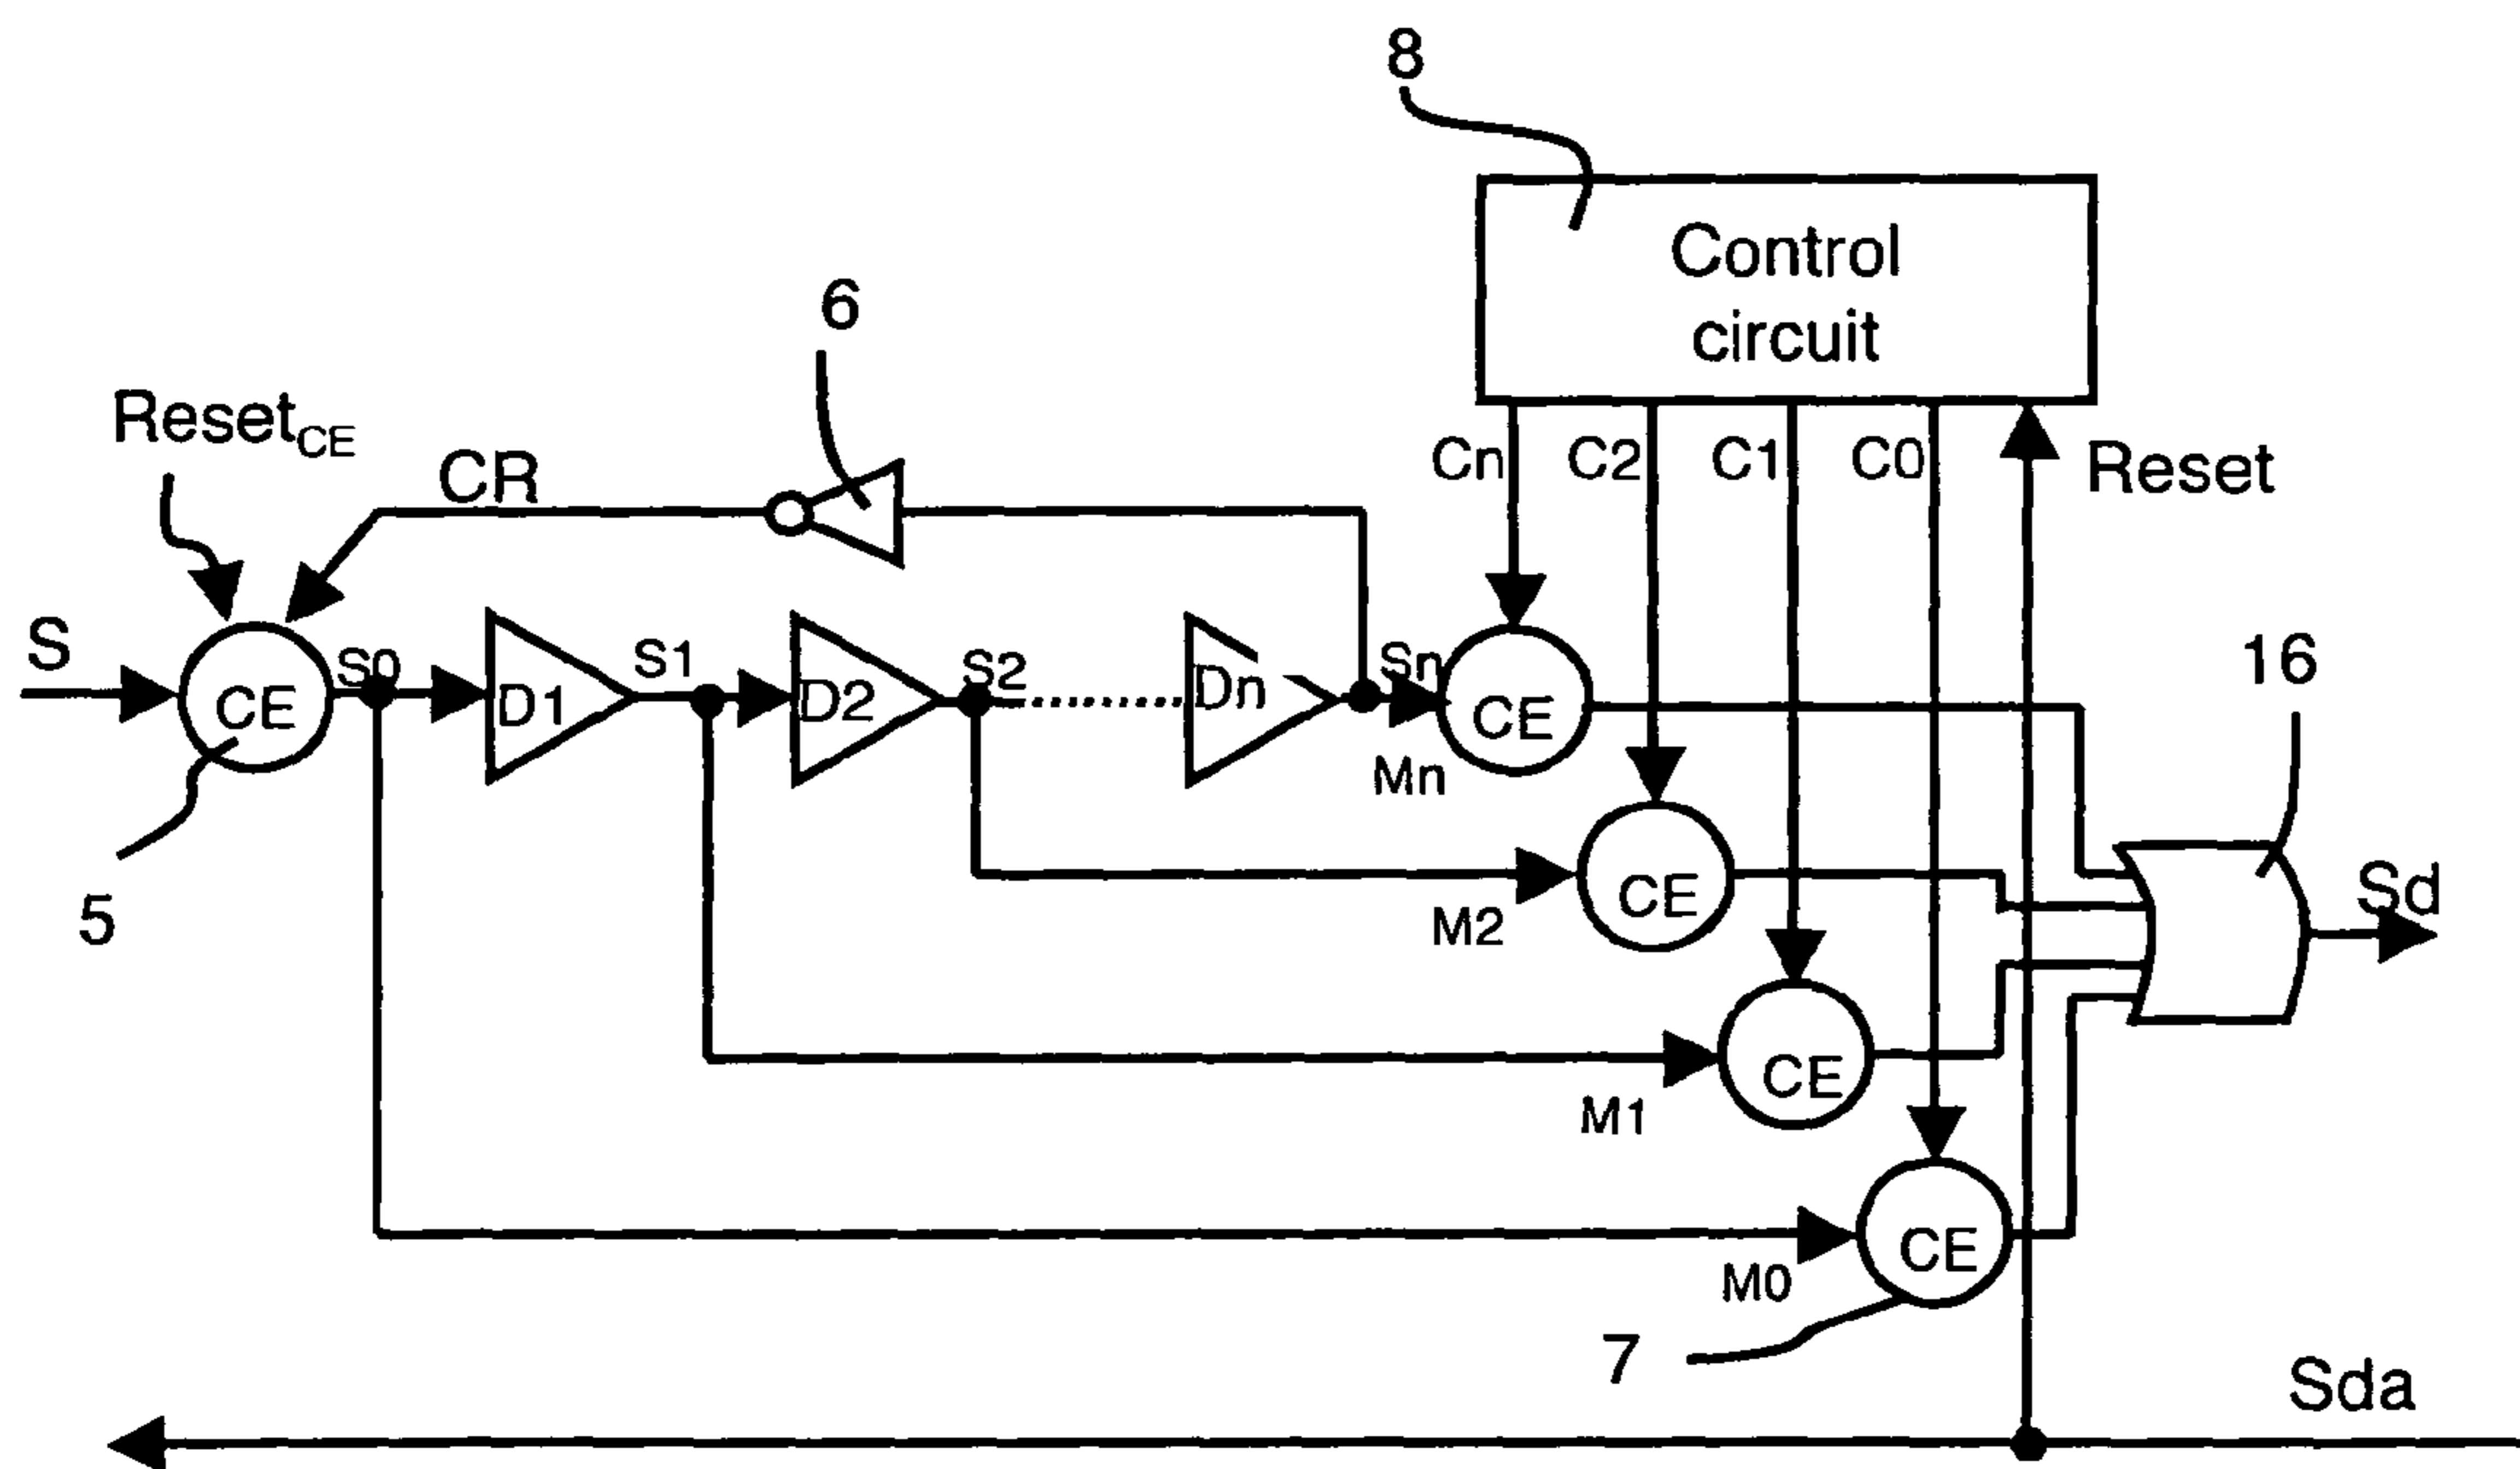 8
Control
circuit
6
Reset_CE
CR
Cn
C2
C1
C0
Reset
S
CE
S0
D1
S1
D2
S2
Dn
Sn
CE
Mn
16
5
M2
CE
Sd
M1
CE
M0
CE
7
Sda